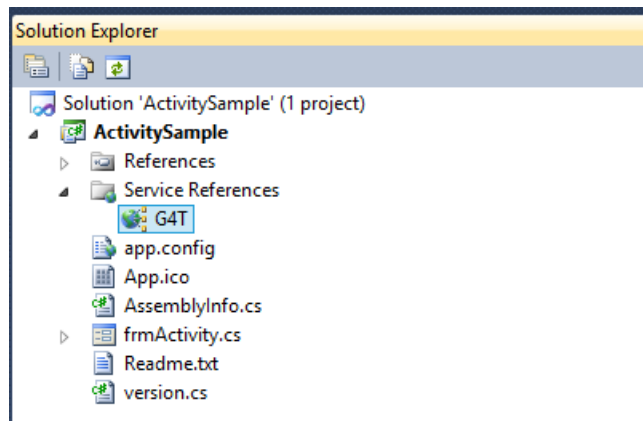 Solution Explorer
Solution 'ActivitySample' (1 project)
ActivitySample
References
Service References
G4T
app.config
App.ico
AssemblyInfo.cs
frmActivity.cs
Readme.txt
version.cs